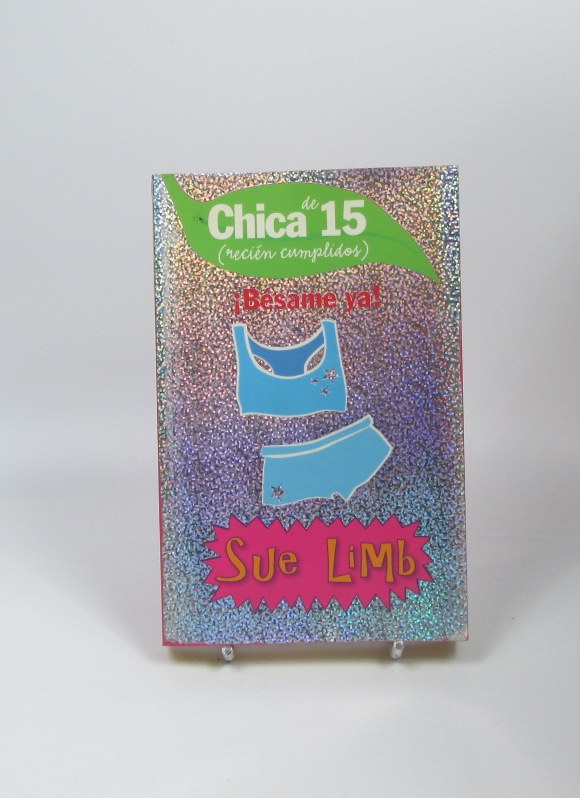 Chica de 15
(recién cumplidos)
¡Bésame ya!
Sue Limb